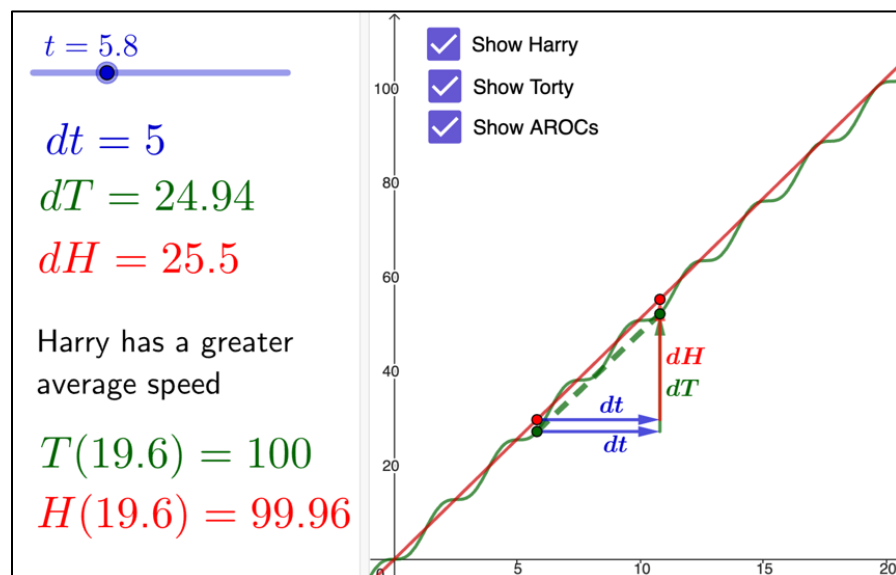 t = 5.8
dt = 5
dT = 24.94
dH = 25.5
Harry has a greater
average speed
T(19.6) = 100
H(19.6) = 99.96
Show Harry
Show Torty
Show AROCs
100
80
60
40
20
0
5
10
15
20
dH
dT
dt
dt